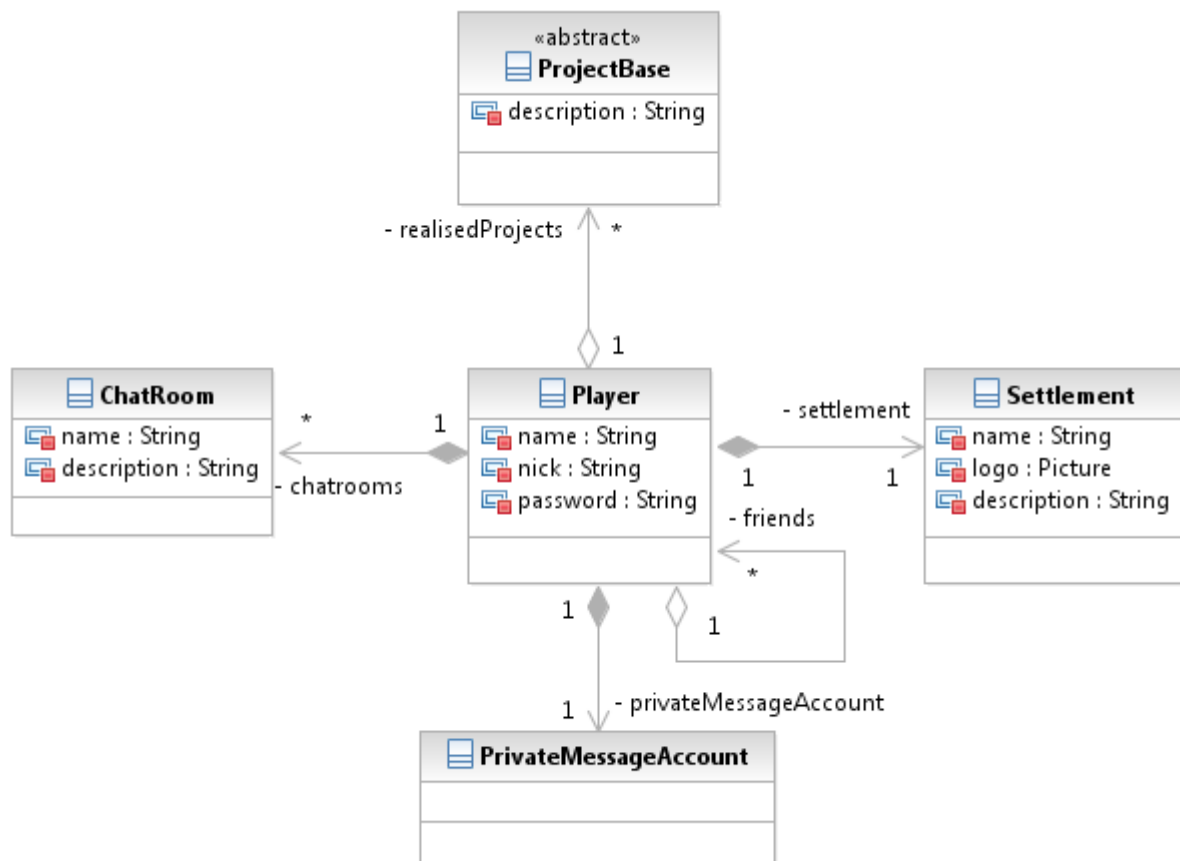 «abstract»
ProjectBase
description : String
- realisedProjects
*
1
ChatRoom
name : String
description : String
*
1
- chatrooms
Player
name : String
nick : String
password : String
- settlement
1
1
Settlement
name : String
logo : Picture
description : String
- friends
*
1
1
1
- privateMessageAccount
PrivateMessageAccount